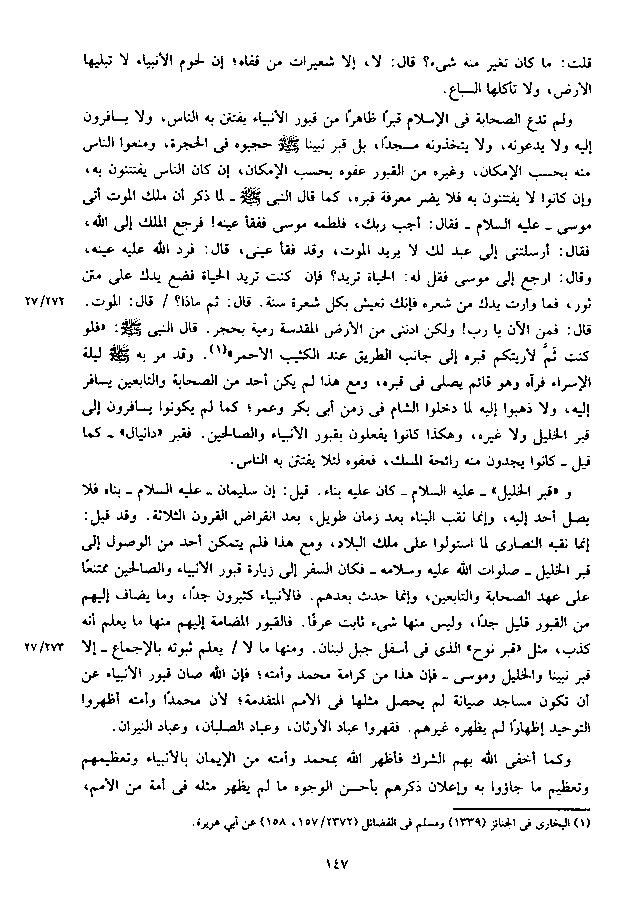 قلت: ما كان تغير منه شيء؟ قال: لا، إلا شعيرات من قفاه؛ إن لحوم الأنبياء لا تبليها
الأرض، ولا تأكلها السباع.
ولم تدع الصحابة في الإسلام قبرًا ظاهرًا من قبور الأنبياء يفتتن به الناس، ولا يسافرون
إليه ولا يدعونه، ولا يتخذونه مسجدًا، بل قبر نبينا ﷺ حجبوه في الحجرة، ومنعوا الناس
منه بحسب الإمكان، وغيره من القبور عفوه بحسب الإمكان، إن كان الناس يفتتنون به،
وإن كانوا لا يفتتنون به فلا يضر معرفة قبره، كما قال النبي ﷺ ـ لما ذكر أن ملك الموت أتى
موسى ـ عليه السلام ـ فقال: أجب ربك، فلطمه موسى ففقأ عينه! فرجع الملك إلى الله،
فقال: أرسلتني إلى عبد لك لا يريد الموت، وقد فقأ عيني، قال: فرد الله عليه عينه،
وقال: ارجع إلى موسى فقل له: الحياة تريد؟ فإن كنت تريد الحياة فضع يدك على متن
٢٧/٢٧٢ ثور، فما وارت يدك من شعره فإنك تعيش بكل شعرة سنة. قال: ثم ماذا؟ / قال: الموت.
قال: فمن الآن يا رب! ولكن ادنني من الأرض المقدسة رمية بحجر. قال النبي ﷺ: «فلو
كنت ثَمَّ لأريتكم قبره إلى جانب الطريق عند الكثيب الأحمر»(١). وقد مر به ﷺ ليلة
الإسراء فرآه وهو قائم يصلي في قبره، ومع هذا لم يكن أحد من الصحابة والتابعين يسافر
إليه، ولا ذهبوا إليه لما دخلوا الشام في زمن أبي بكر وعمر؛ كما لم يكونوا يسافرون إلى
قبر الخليل ولا غيره، وهكذا كانوا يفعلون بقبور الأنبياء والصالحين. فقبر «دانيال» ـ كما
قيل ـ كانوا يجدون منه رائحة المسك، فعفوه لئلا يفتتن به الناس.
و «قبر الخليل» ـ عليه السلام ـ كان عليه بناء. قيل: إن سليمان ـ عليه السلام ـ بناه فلا
يصل أحد إليه، وإنما نقب البناء بعد زمان طويل، بعد انقراض القرون الثلاثة. وقد قيل:
إنما نقبه النصارى لما استولوا على ملك البلاد، ومع هذا فلم يتمكن أحد من الوصول إلى
قبر الخليل ـ صلوات الله عليه وسلامه ـ فكان السفر إلى زيارة قبور الأنبياء والصالحين ممتنعًا
على عهد الصحابة والتابعين، وإنما حدث بعدهم. فالأنبياء كثيرون جدًا، وما يضاف إليهم
من القبور قليل جدًا، وليس منها شيء ثابت عرفًا. فالقبور المضافة إليهم منها ما يعلم أنه
٢٧/٢٧٣ كذب، مثل «قبر نوح» الذي في أسفل جبل لبنان. ومنها ما لا / يعلم ثبوته بالإجماع ـ إلا
قبر نبينا والخليل وموسى ـ فإن هذا من كرامة محمد وأمته؛ فإن الله صان قبور الأنبياء عن
أن تكون مساجد صيانة لم يحصل مثلها في الأمم المتقدمة؛ لأن محمدًا وأمته أظهروا
التوحيد إظهارًا لم يظهره غيرهم. فقهروا عباد الأوثان، وعباد الصلبان، وعباد النيران.
وكما أخفى الله بهم الشرك فأظهر الله بمحمد وأمته من الإيمان بالأنبياء وتعظيمهم
وتعظيم ما جاؤوا به وإعلان ذكرهم بأحسن الوجوه ما لم يظهر مثله في أمة من الأمم،
(١) البخاري في الجنائز (١٣٣٩) ومسلم في الفضائل (٢٣٧٢/ ١٥٧، ١٥٨) عن أبي هريرة.
١٤٧